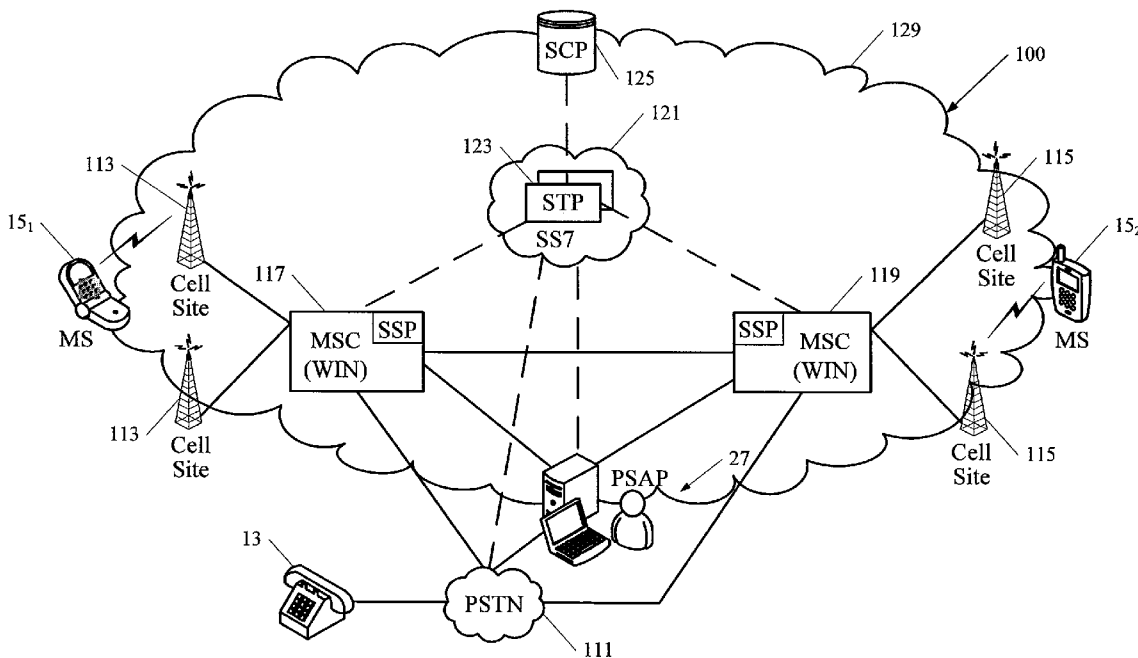 SCP
125
129
100
121
123
STP
SS7
113
115
15₁
Cell
Site
MS
Cell
Site
15₂
MS
117
119
MSC
(WIN)
SSP
SSP
MSC
(WIN)
113
Cell
Site
Cell
Site
115
PSAP
27
13
PSTN
111